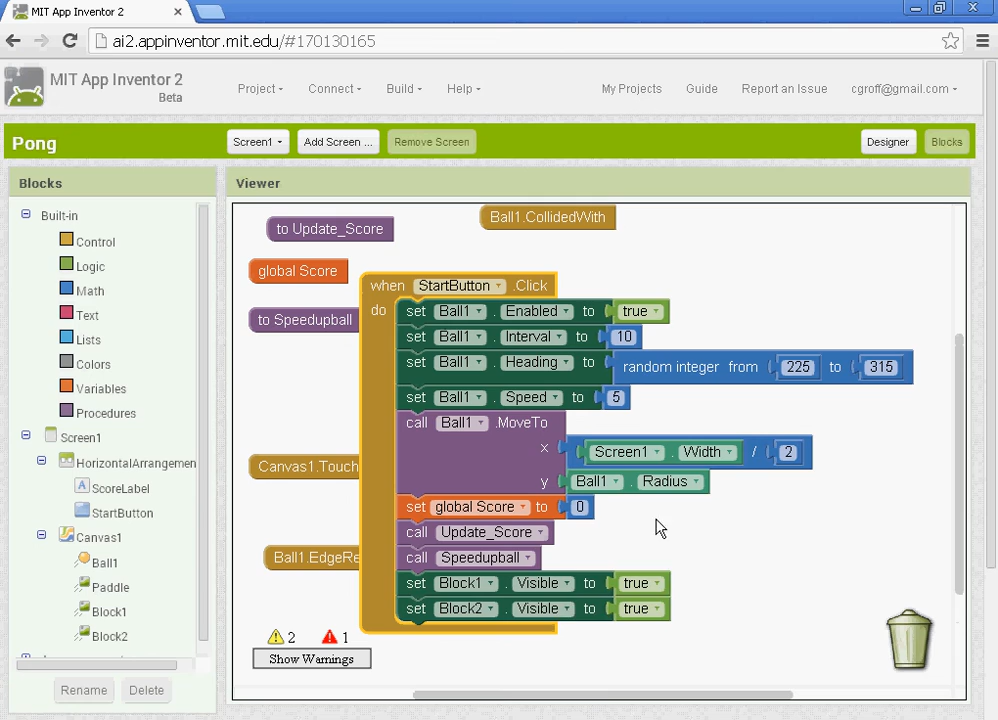 MIT App Inventor 2
ai2.appinventor.mit.edu/#170130165
MIT App Inventor 2
Beta
Project
Connect
Build
Help
My Projects
Guide
Report an Issue
cgroff@gmail.com
Pong
Screen1
Add Screen ...
Remove Screen
Designer
Blocks
Blocks
Viewer
Built-in
Control
Logic
Math
Text
Lists
Colors
Variables
Procedures
Screen1
HorizontalArrangemen
ScoreLabel
StartButton
Canvas1
Ball1
Paddle
Block1
Block2
Rename
Delete
to Update_Score
Ball1.CollidedWith
global Score
to Speedupball
Canvas1.Touch
Ball1.EdgeRe
when StartButton .Click
do
set Ball1 . Enabled to true
set Ball1 . Interval to 10
set Ball1 . Heading to random integer from 225 to 315
set Ball1 . Speed to 5
call Ball1 .MoveTo
x Screen1 . Width / 2
y Ball1 . Radius
set global Score to 0
call Update_Score
call Speedupball
set Block1 . Visible to true
set Block2 . Visible to true
2 1
Show Warnings